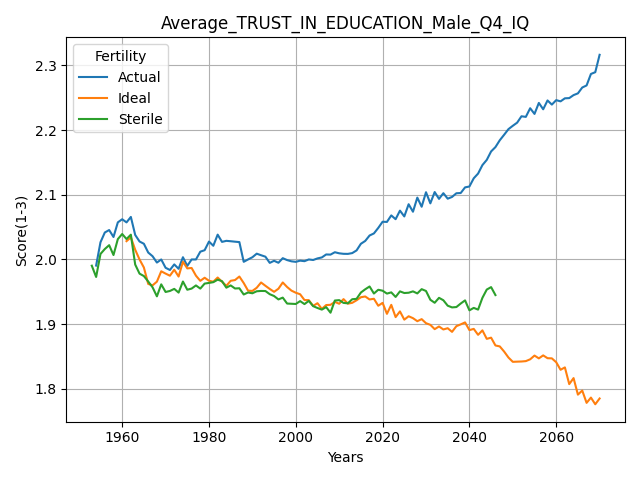 Average_TRUST_IN_EDUCATION_Male_Q4_IQ
Fertility
Actual
Ideal
Sterile
Score(1-3)
2.3
2.2
2.1
2.0
1.9
1.8
1960 1980 2000 2020 2040 2060
Years